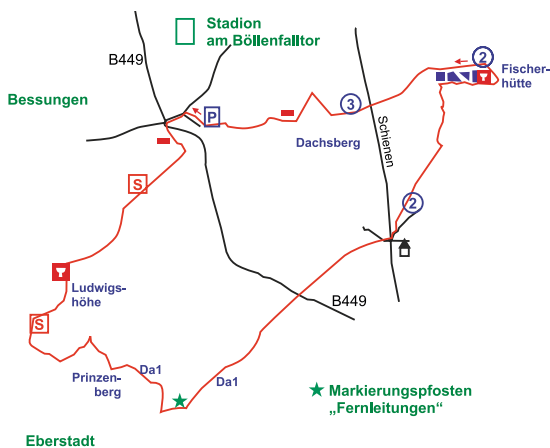 Stadion
am Böllenfalltor
B449
2
Fischer-
hütte
Bessungen
P
3
Dachsberg
Schienen
S
2
Ludwigs-
höhe
S
B449
Prinzen-
berg
Da1
Da1
Markierungspfosten
„Fernleitungen“
Eberstadt